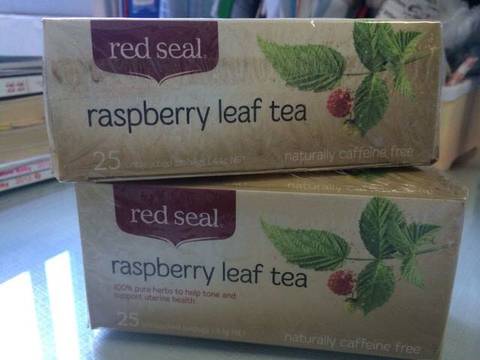 red seal
raspberry leaf tea
25
naturally caffeine free
red seal
raspberry leaf tea
100% pure herbs to help tone and
support uterine health
25
naturally caffeine free